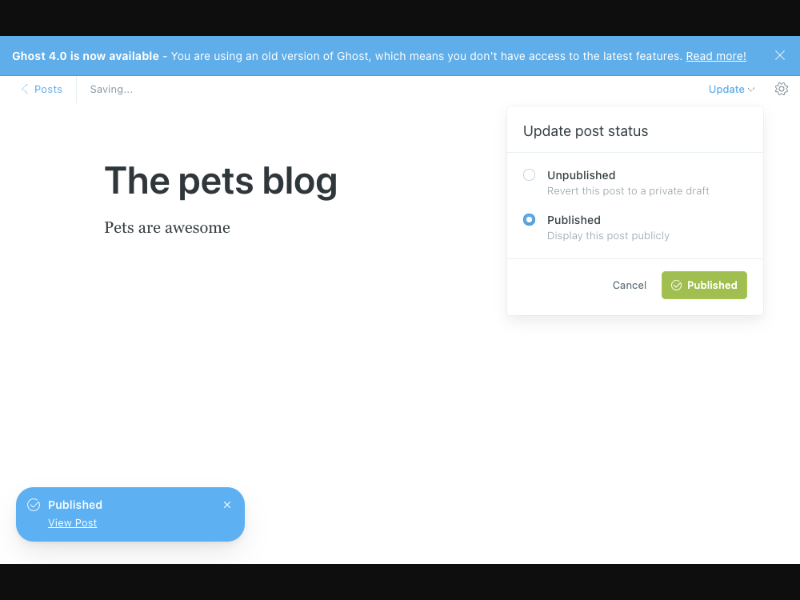 Ghost 4.0 is now available - You are using an old version of Ghost, which means you don't have access to the latest features. Read more!
Posts
Saving...
Update
Update post status
The pets blog
Pets are awesome
Unpublished
Revert this post to a private draft
Published
Display this post publicly
Cancel
Published
Published
View Post